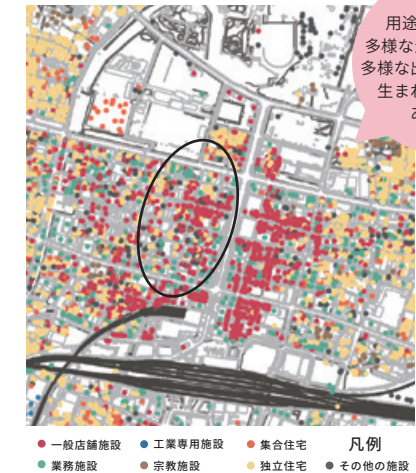 用途
多様な
多様な出
生まれ
あ
一般店舗施設 工業専用施設 集合住宅 凡例
業務施設 宗教施設 独立住宅 その他の施設